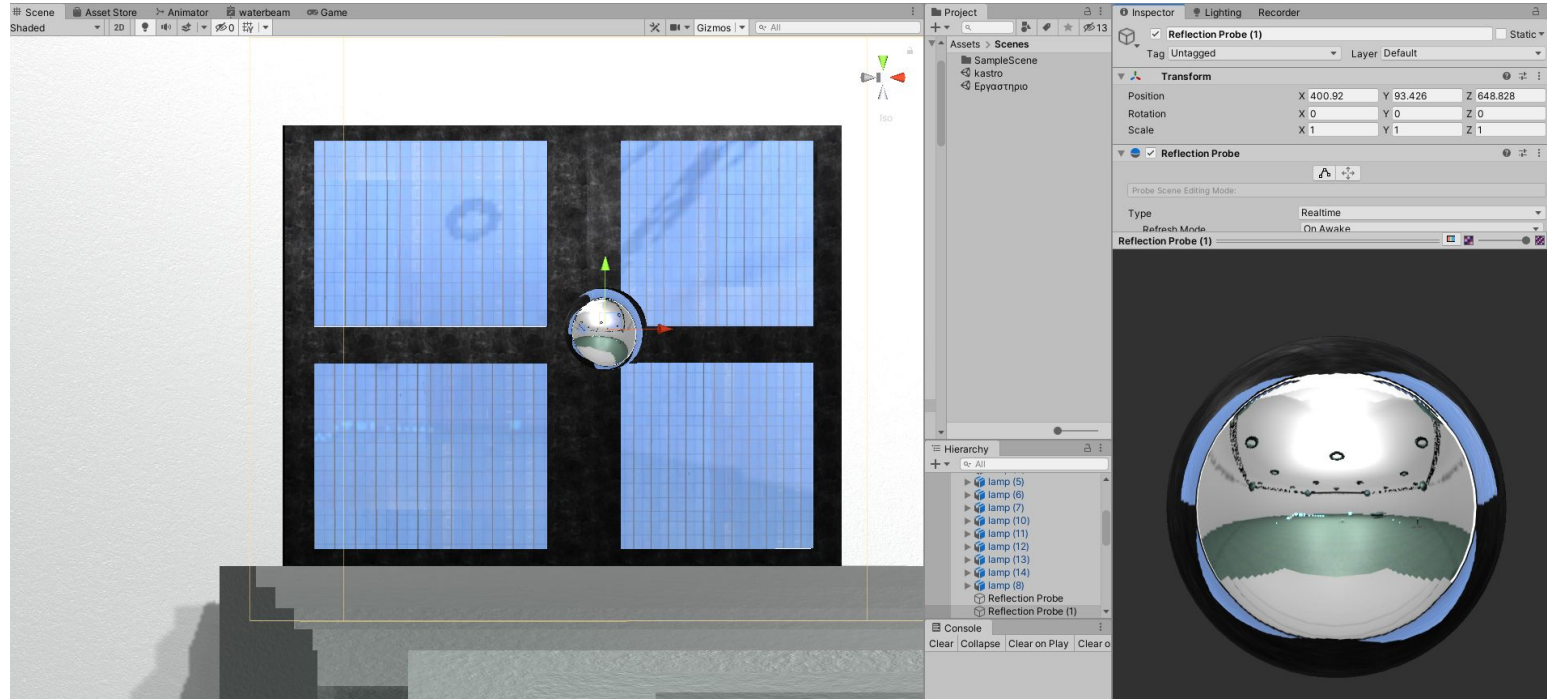 Scene Asset Store Animator waterbeam Game
Shaded 2D 0 Gizmos All
Iso
Project
13
Assets > Scenes
SampleScene
kastro
Εργαστηριο
Hierarchy
All
lamp (5)
lamp (6)
lamp (7)
lamp (10)
lamp (11)
lamp (12)
lamp (13)
lamp (14)
lamp (8)
Reflection Probe
Reflection Probe (1)
Console
Clear Collapse Clear on Play Clear o
Inspector Lighting Recorder
Reflection Probe (1) Static
Tag Untagged Layer Default
Transform
Position X 400.92 Y 93.426 Z 648.828
Rotation X 0 Y 0 Z 0
Scale X 1 Y 1 Z 1
Reflection Probe
Probe Scene Editing Mode:
Type Realtime
Refresh Mode On Awake
Reflection Probe (1)